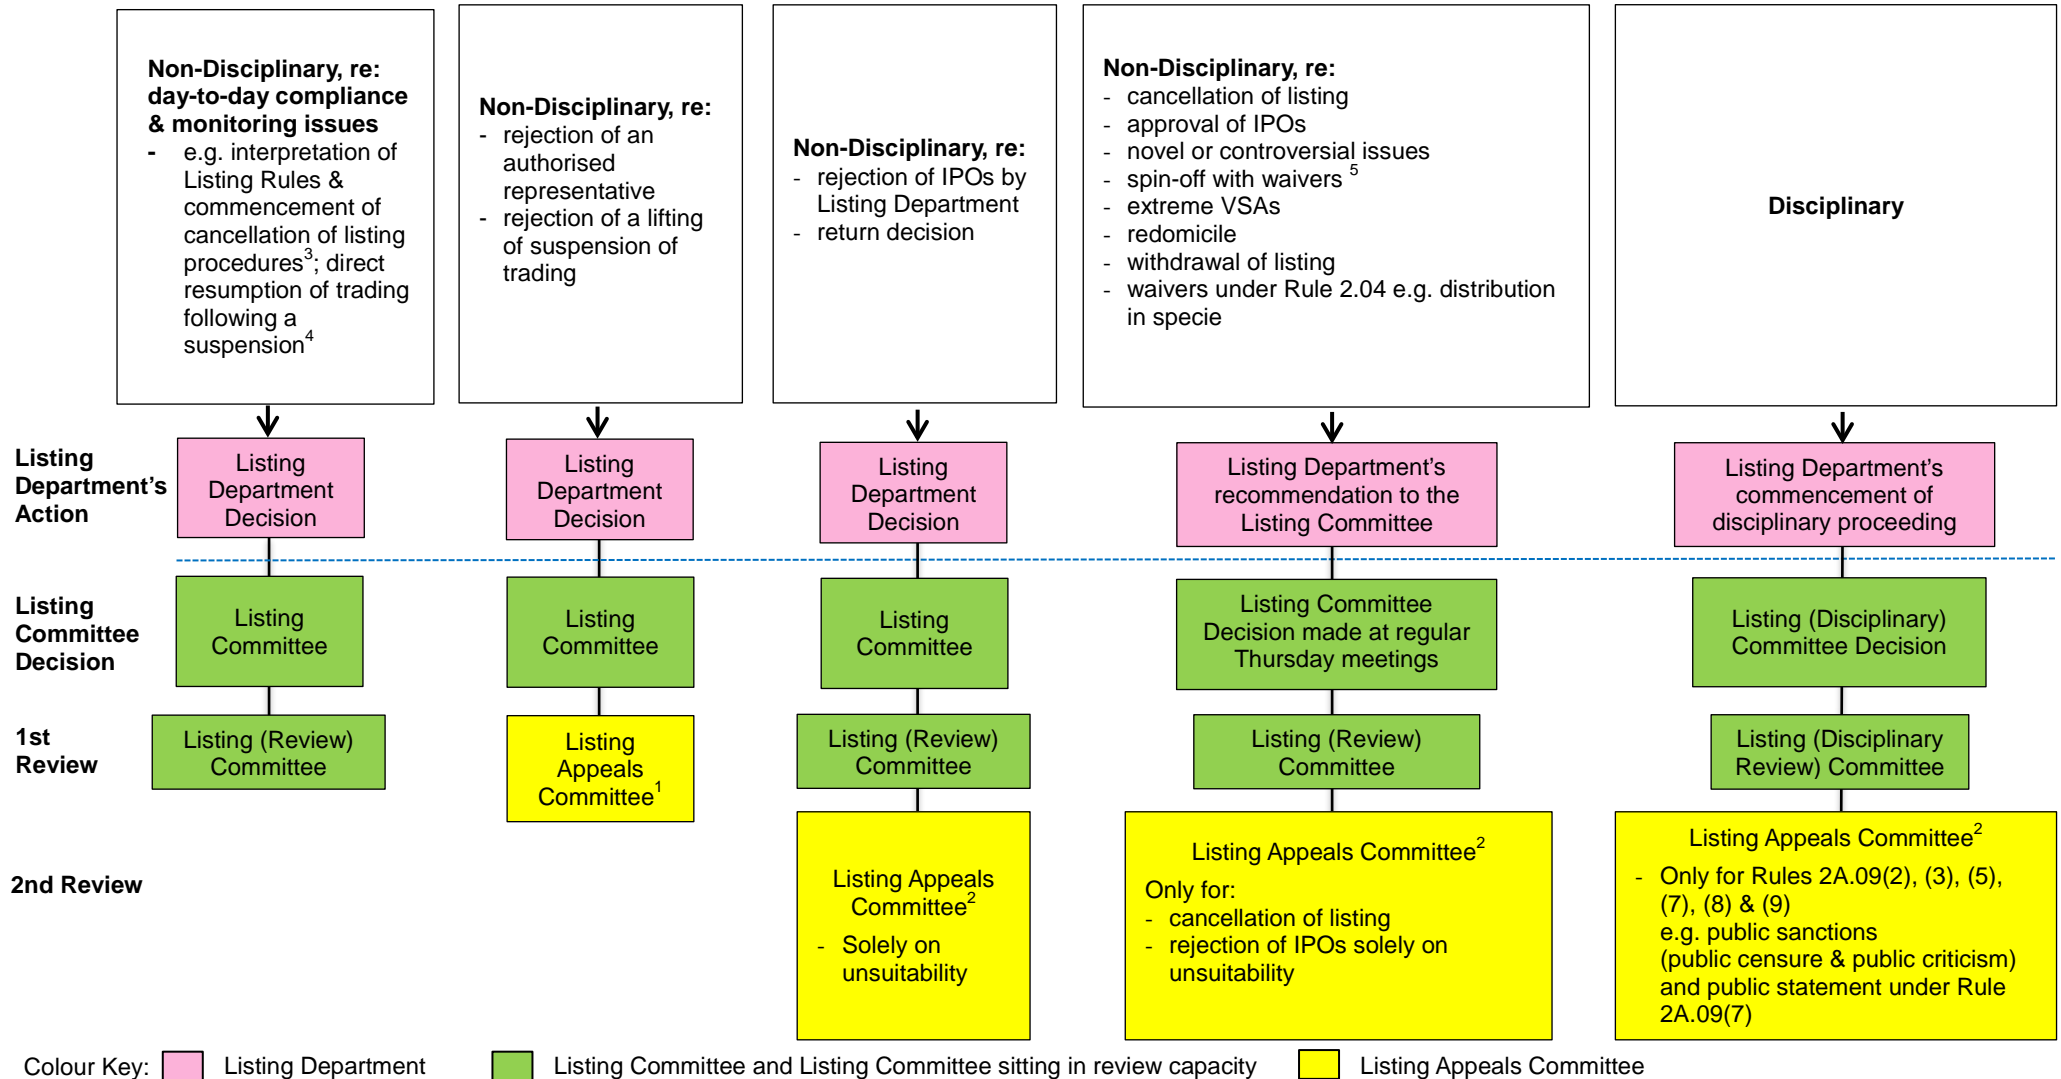 Non-Disciplinary, re:
day-to-day compliance
& monitoring issues
- e.g. interpretation of
Listing Rules &
commencement of
cancellation of listing
procedures3; direct
resumption of trading
following a
suspension4
Non-Disciplinary, re:
- rejection of an
authorised
representative
- rejection of a lifting
of suspension of
trading
Non-Disciplinary, re:
- rejection of IPOs by
Listing Department
- return decision
Non-Disciplinary, re:
- cancellation of listing
- approval of IPOs
- novel or controversial issues
- spin-off with waivers 5
- extreme VSAs
- redomicile
- withdrawal of listing
- waivers under Rule 2.04 e.g. distribution
in specie
Disciplinary
Listing
Department's
Action
Listing
Department
Decision
Listing
Department
Decision
Listing
Department
Decision
Listing Department's
recommendation to the
Listing Committee
Listing Department's
commencement of
disciplinary proceeding
Listing
Committee
Decision
Listing
Committee
Listing
Committee
Listing
Committee
Listing Committee
Decision made at regular
Thursday meetings
Listing (Disciplinary)
Committee Decision
1st
Review
Listing (Review)
Committee
Listing
Appeals
Committee1
Listing (Review)
Committee
Listing (Review)
Committee
Listing (Disciplinary
Review) Committee
2nd Review
Listing Appeals
Committee2
- Solely on
unsuitability
Listing Appeals Committee2
Only for:
- cancellation of listing
- rejection of IPOs solely on
unsuitability
Listing Appeals Committee2
- Only for Rules 2A.09(2), (3), (5),
(7), (8) & (9)
e.g. public sanctions
(public censure & public criticism)
and public statement under Rule
2A.09(7)
Colour Key:
Listing Department
Listing Committee and Listing Committee sitting in review capacity
Listing Appeals Committee